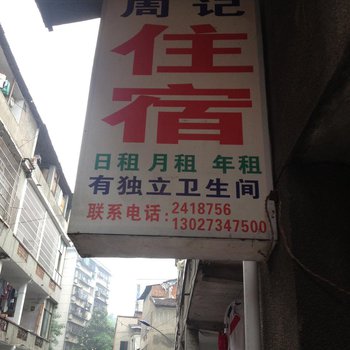 周记
住
宿
日租 月租 年租
有独立卫生间
联系电话:2418756
13027347500